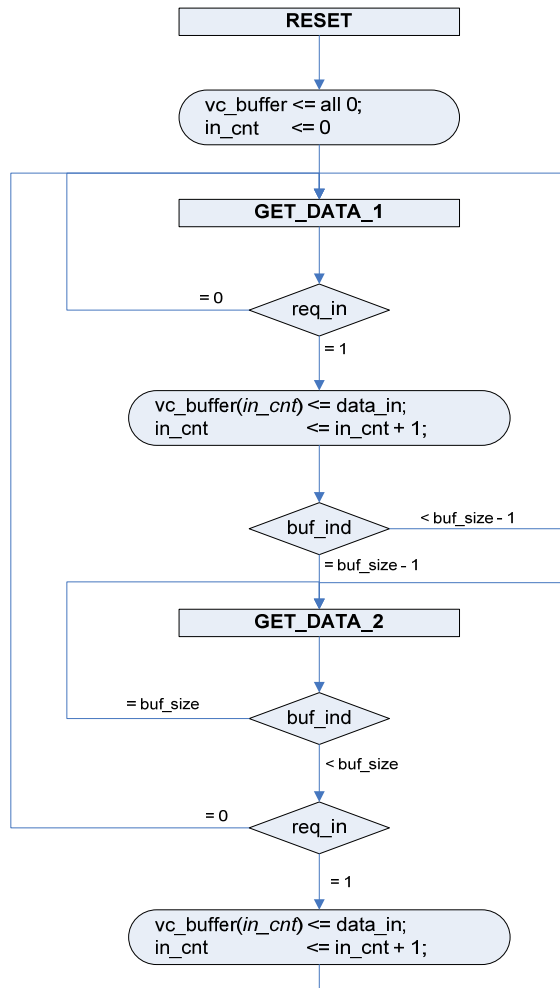 RESET
vc_buffer <= all 0;
in_cnt <= 0
GET_DATA_1
= 0
req_in
= 1
vc_buffer(in_cnt) <= data_in;
in_cnt <= in_cnt + 1;
buf_ind
< buf_size - 1
= buf_size - 1
GET_DATA_2
= buf_size
buf_ind
< buf_size
= 0
req_in
= 1
vc_buffer(in_cnt) <= data_in;
in_cnt <= in_cnt + 1;